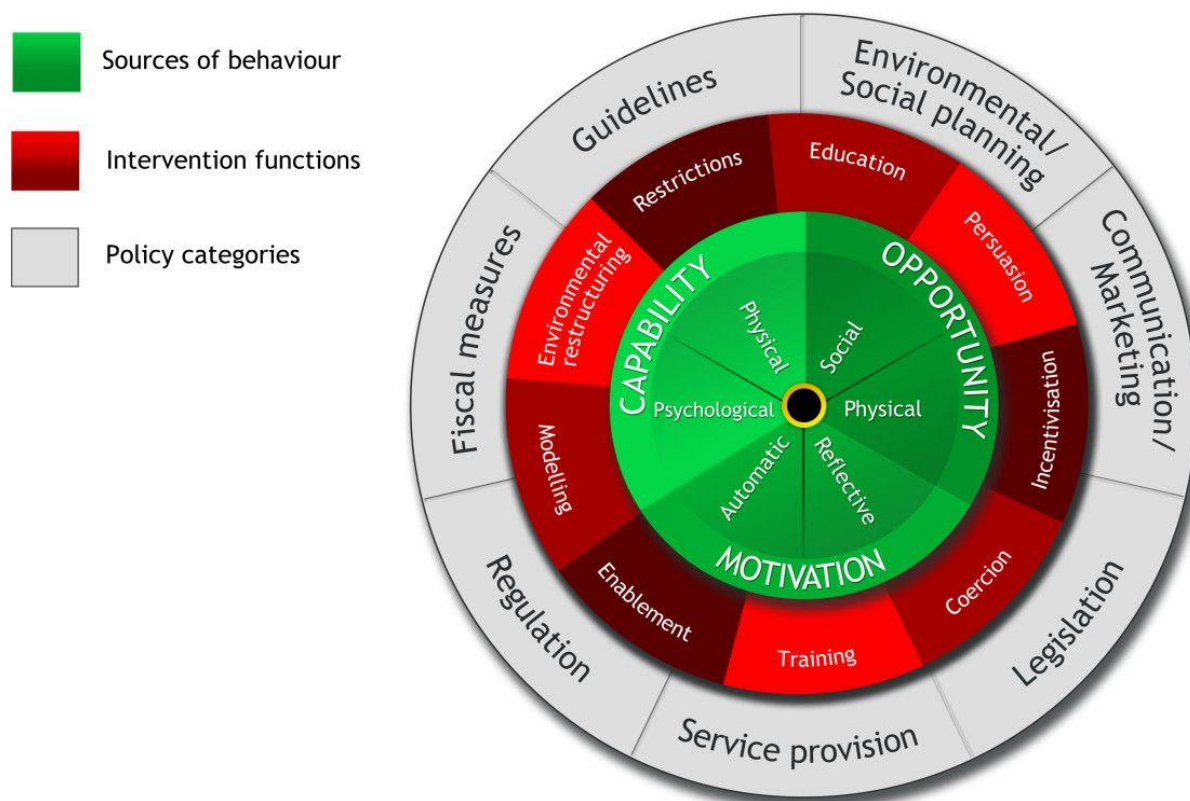 Sources of behaviour
Intervention functions
Policy categories
Guidelines
Environmental/
Social planning
Communication/
Marketing
Legislation
Service provision
Regulation
Fiscal measures
Restrictions
Education
Persuasion
Incentivisation
Coercion
Training
Enablement
Modelling
Environmental
restructuring
CAPABILITY
OPPORTUNITY
MOTIVATION
Physical
Social
Physical
Reflective
Automatic
Psychological